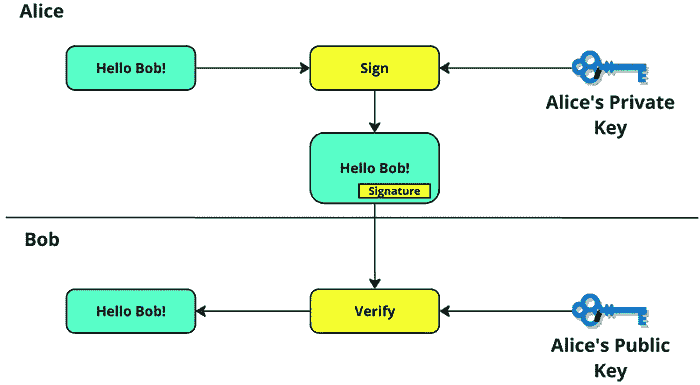 Alice
Hello Bob!
Sign
Alice's Private
Key
Hello Bob!
Signature
Bob
Hello Bob!
Verify
Alice's Public
Key